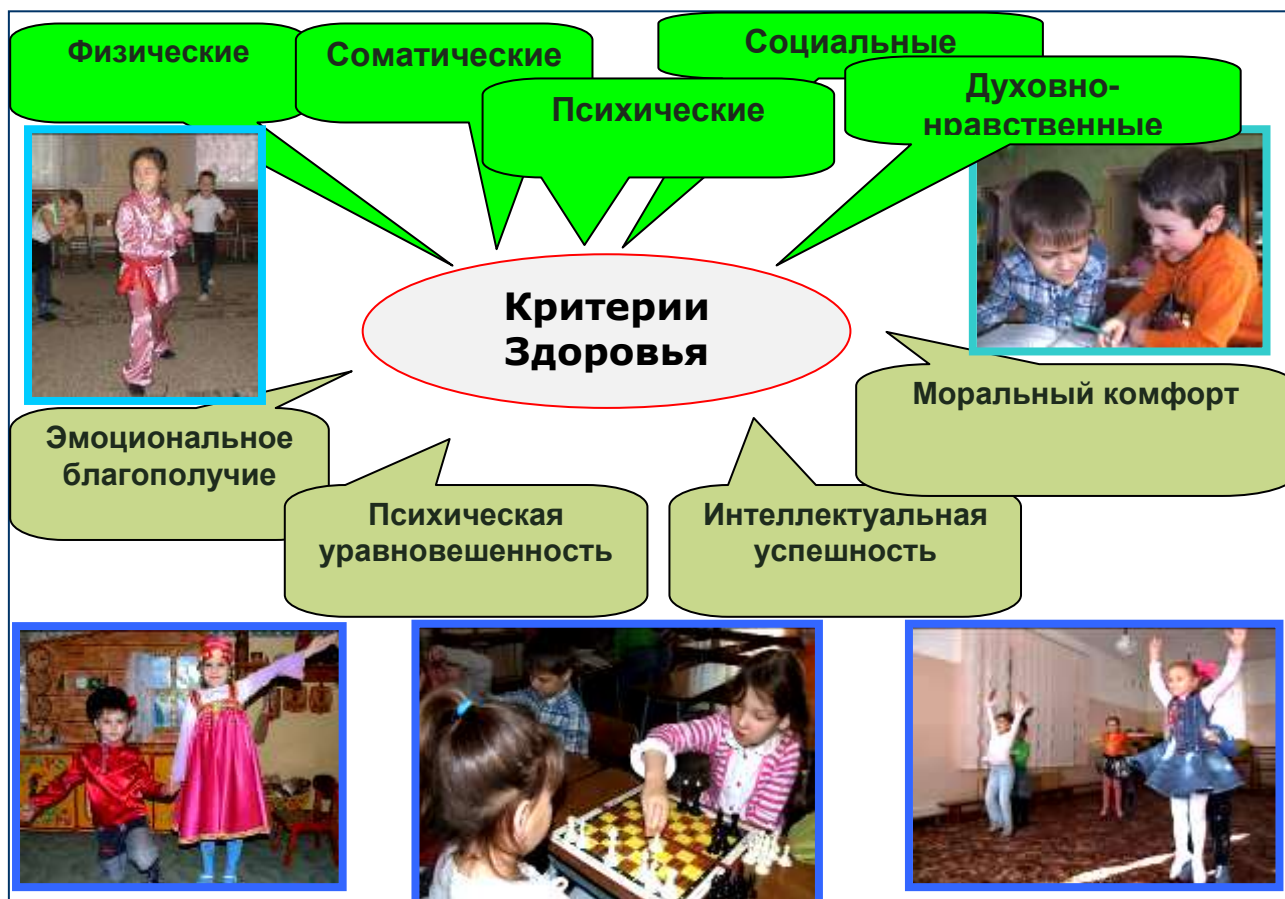 Физические
Соматические
Социальные
Психические
Духовно-
нравственные
Критерии
Здоровья
Моральный комфорт
Эмоциональное
благополучие
Психическая
уравновешенность
Интеллектуальная
успешность